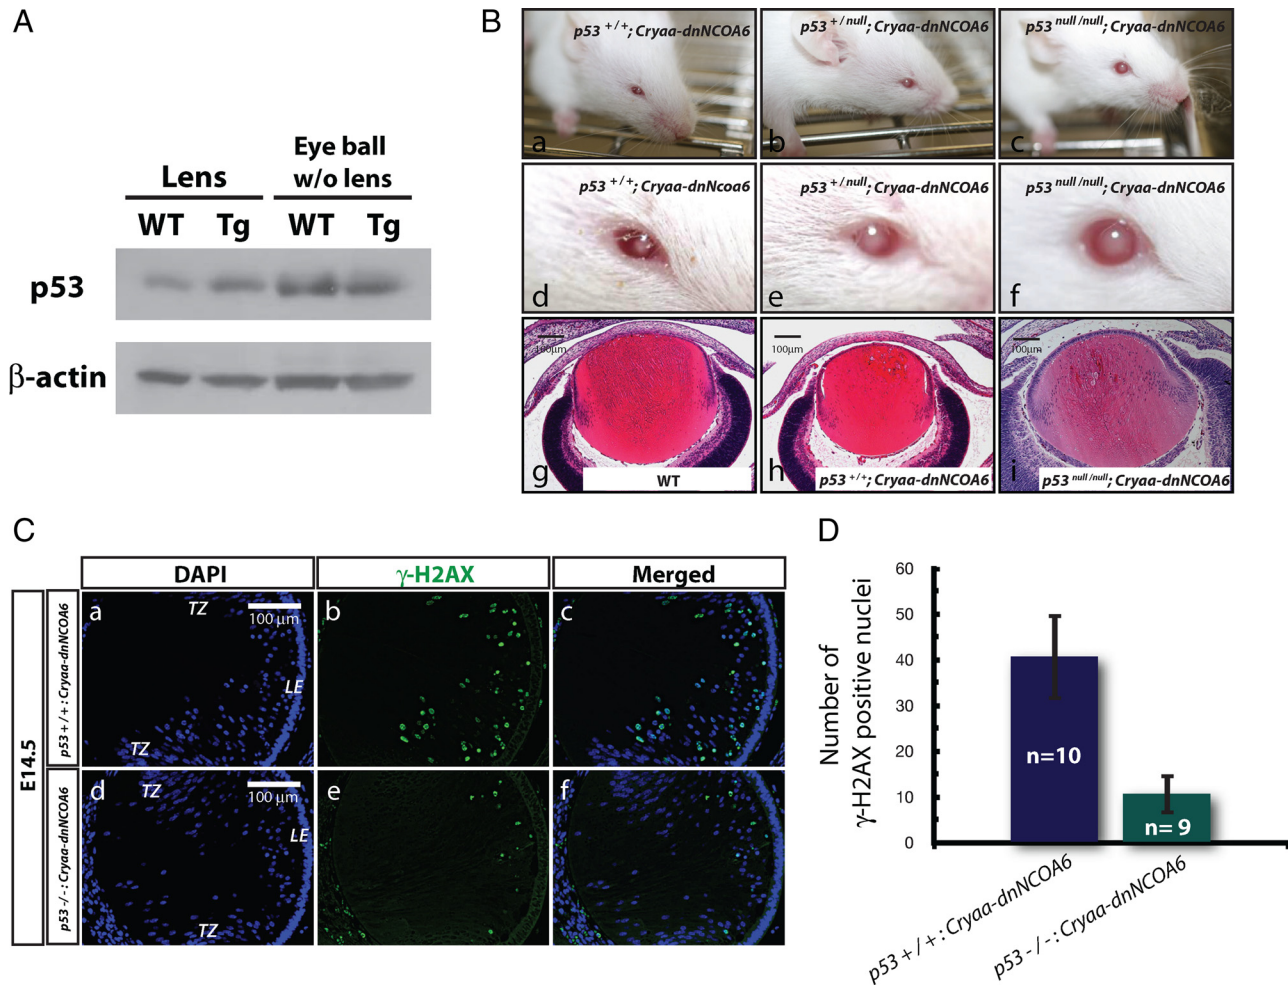 A
Lens
Eye ball
w/o lens
WT Tg WT Tg
p53
β-actin
B
p53 +/+; Cryaa-dnNCOA6
a
p53 +/null; Cryaa-dnNCOA6
b
p53 null/null; Cryaa-dnNCOA6
c
p53 +/+; Cryaa-dnNcoa6
d
p53 +/null; Cryaa-dnNCOA6
e
p53 null/null; Cryaa-dnNCOA6
f
100μm
g
WT
100μm
h
p53 +/+; Cryaa-dnNCOA6
100μm
i
p53 null/null; Cryaa-dnNCOA6
C
DAPI
γ-H2AX
Merged
E14.5
p53 +/+: Cryaa-dnNCOA6
a
TZ
100 μm
LE
TZ
b
c
p53 -/-: Cryaa-dnNCOA6
d
TZ
100 μm
LE
TZ
e
f
D
Number of
γ-H2AX positive nuclei
60
50
40
30
20
10
0
n=10
n= 9
p53 +/+: Cryaa-dnNCOA6
p53 -/-: Cryaa-dnNCOA6